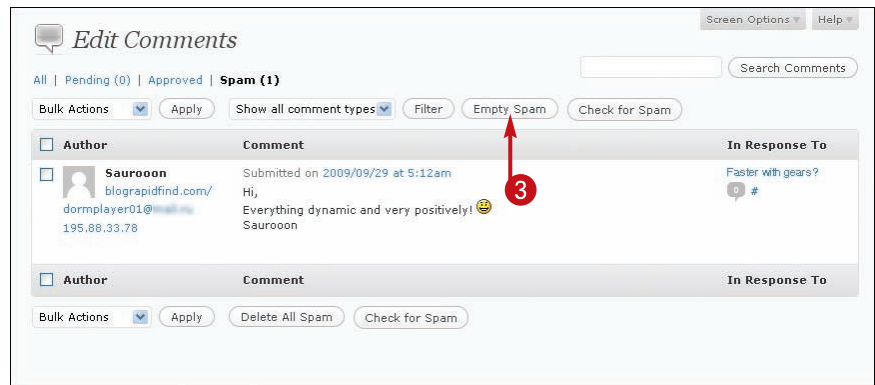 Screen Options Help
Edit Comments
All | Pending (0) | Approved | Spam (1)
Search Comments
Bulk Actions Apply Show all comment types Filter Empty Spam Check for Spam
Author Comment In Response To
Saurooon Submitted on 2009/09/29 at 5:12am Faster with gears?
blograpidfind.com/ Hi, 0 #
dormplayer01@ Everything dynamic and very positively!
195.88.33.78 Saurooon
3
Author Comment In Response To
Bulk Actions Apply Delete All Spam Check for Spam